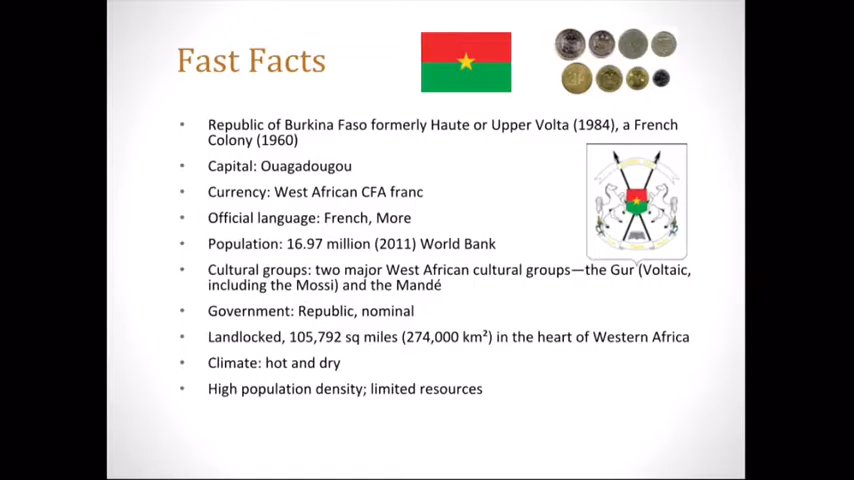 Fast Facts
• Republic of Burkina Faso formerly Haute or Upper Volta (1984), a French
Colony (1960)
• Capital: Ouagadougou
• Currency: West African CFA franc
• Official language: French, More
• Population: 16.97 million (2011) World Bank
• Cultural groups: two major West African cultural groups—the Gur (Voltaic,
including the Mossi) and the Mandé
• Government: Republic, nominal
• Landlocked, 105,792 sq miles (274,000 km²) in the heart of Western Africa
• Climate: hot and dry
• High population density; limited resources